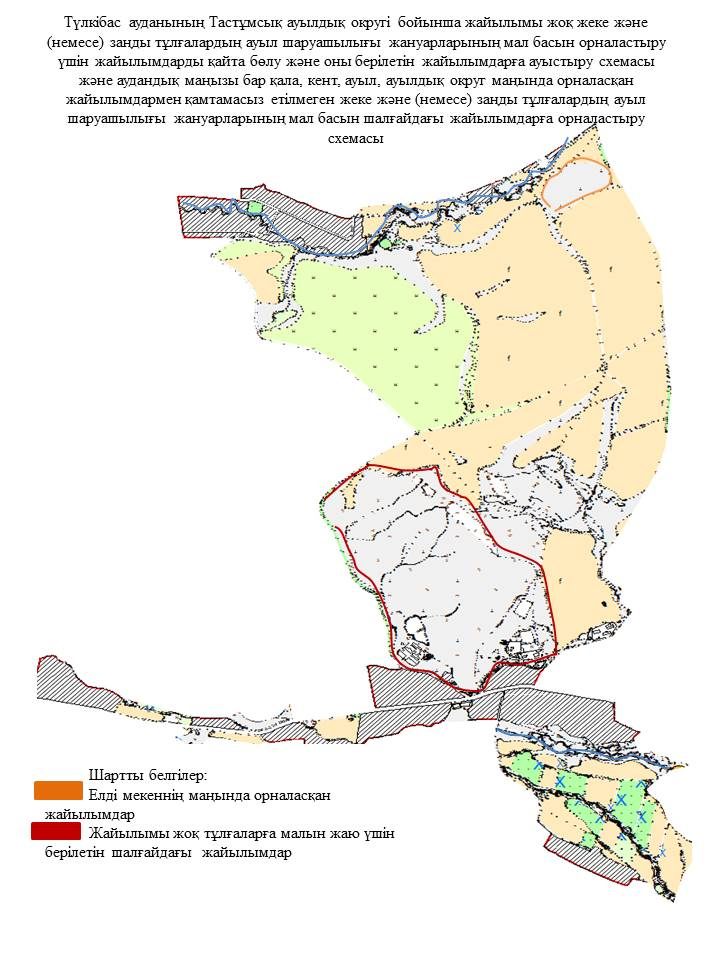 Түлкібас ауданының Тастұмсық ауылдық округі бойынша жайылымы жоқ жеке және
(немесе) заңды тұлғалардың ауыл шаруашылығы жануарларының мал басын орналастыру
үшін жайылымдарды қайта бөлу және оны берілетін жайылымдарға ауыстыру схемасы
және аудандық маңызы бар қала, кент, ауыл, ауылдық округ маңында орналасқан
жайылымдармен қамтамасыз етілмеген жеке және (немесе) заңды тұлғалардың ауыл
шаруашылығы жануарларының мал басын шалғайдағы жайылымдарға орналастыру
схемасы
Шартты белгілер:
Елді мекеннің маңында орналасқан
жайылымдар
Жайылымы жоқ тұлғаларға малын жаю үшін
берілетін шалғайдағы жайылымдар